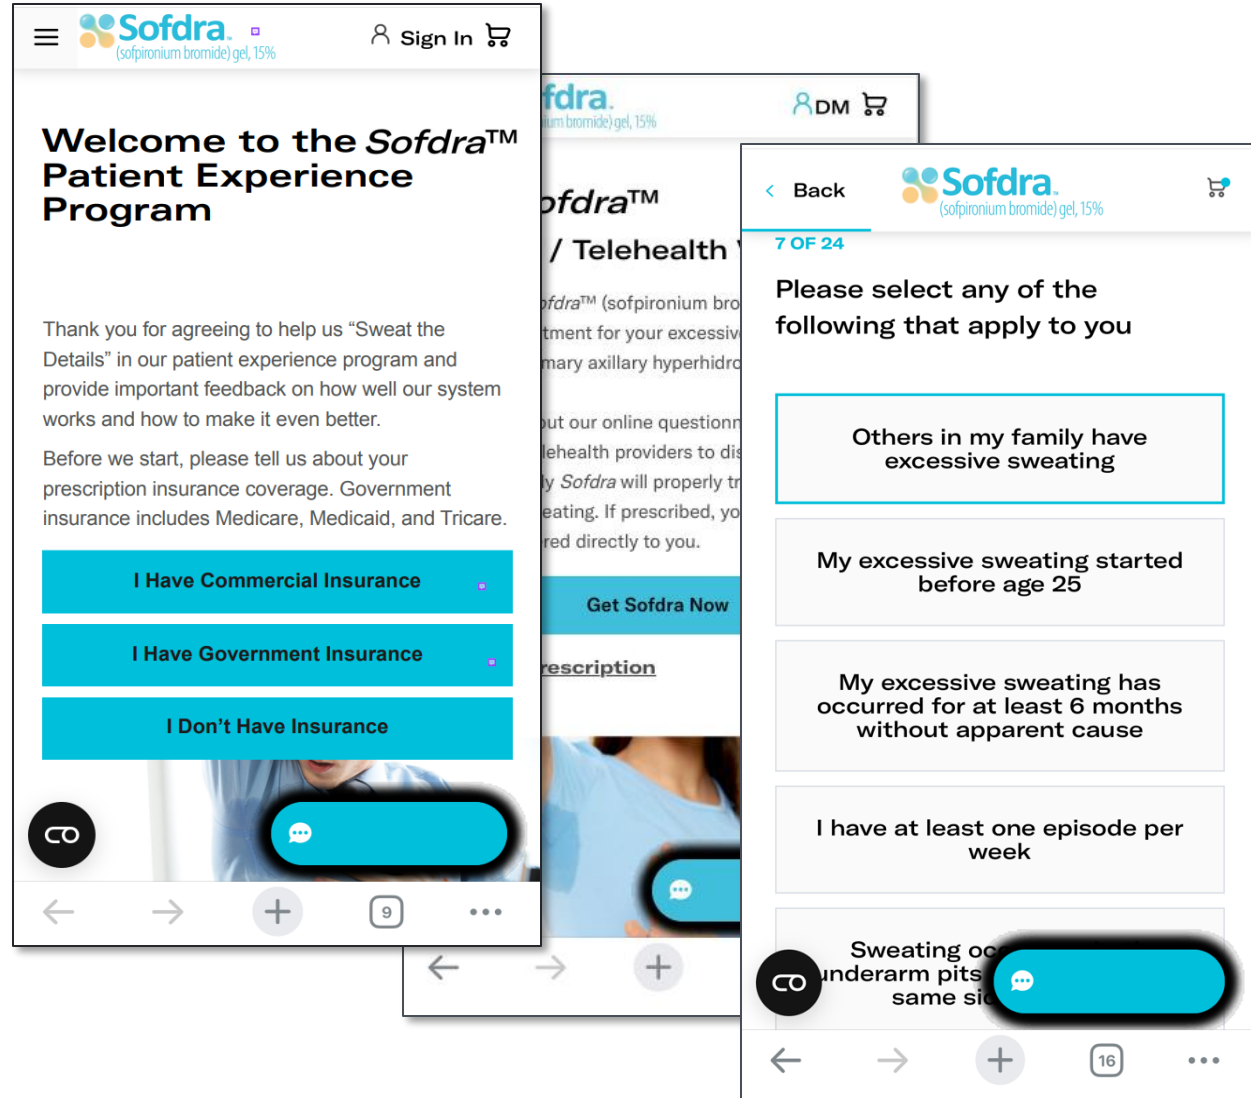 Sofdra™
(sofpironium bromide) gel, 15%
Sign In
Welcome to the Sofdra™
Patient Experience
Program
Thank you for agreeing to help us “Sweat the
Details” in our patient experience program and
provide important feedback on how well our system
works and how to make it even better.
Before we start, please tell us about your
prescription insurance coverage. Government
insurance includes Medicare, Medicaid, and Tricare.
I Have Commercial Insurance
I Have Government Insurance
I Don’t Have Insurance
9
fdra.
ium bromide) gel, 15%
DM
ofdra™
/ Telehealth
ofdra™ (sofpironium bro
tment for your excessiv
mary axillary hyperhidro
out our online questionn
lehealth providers to dis
ly Sofdra will properly tr
eating. If prescribed, yo
red directly to you.
Get Sofdra Now
rescription
Back
Sofdra™
(sofpironium bromide) gel, 15%
7 OF 24
Please select any of the
following that apply to you
Others in my family have
excessive sweating
My excessive sweating started
before age 25
My excessive sweating has
occurred for at least 6 months
without apparent cause
I have at least one episode per
week
Sweating occ
underarm pits
same sid
16